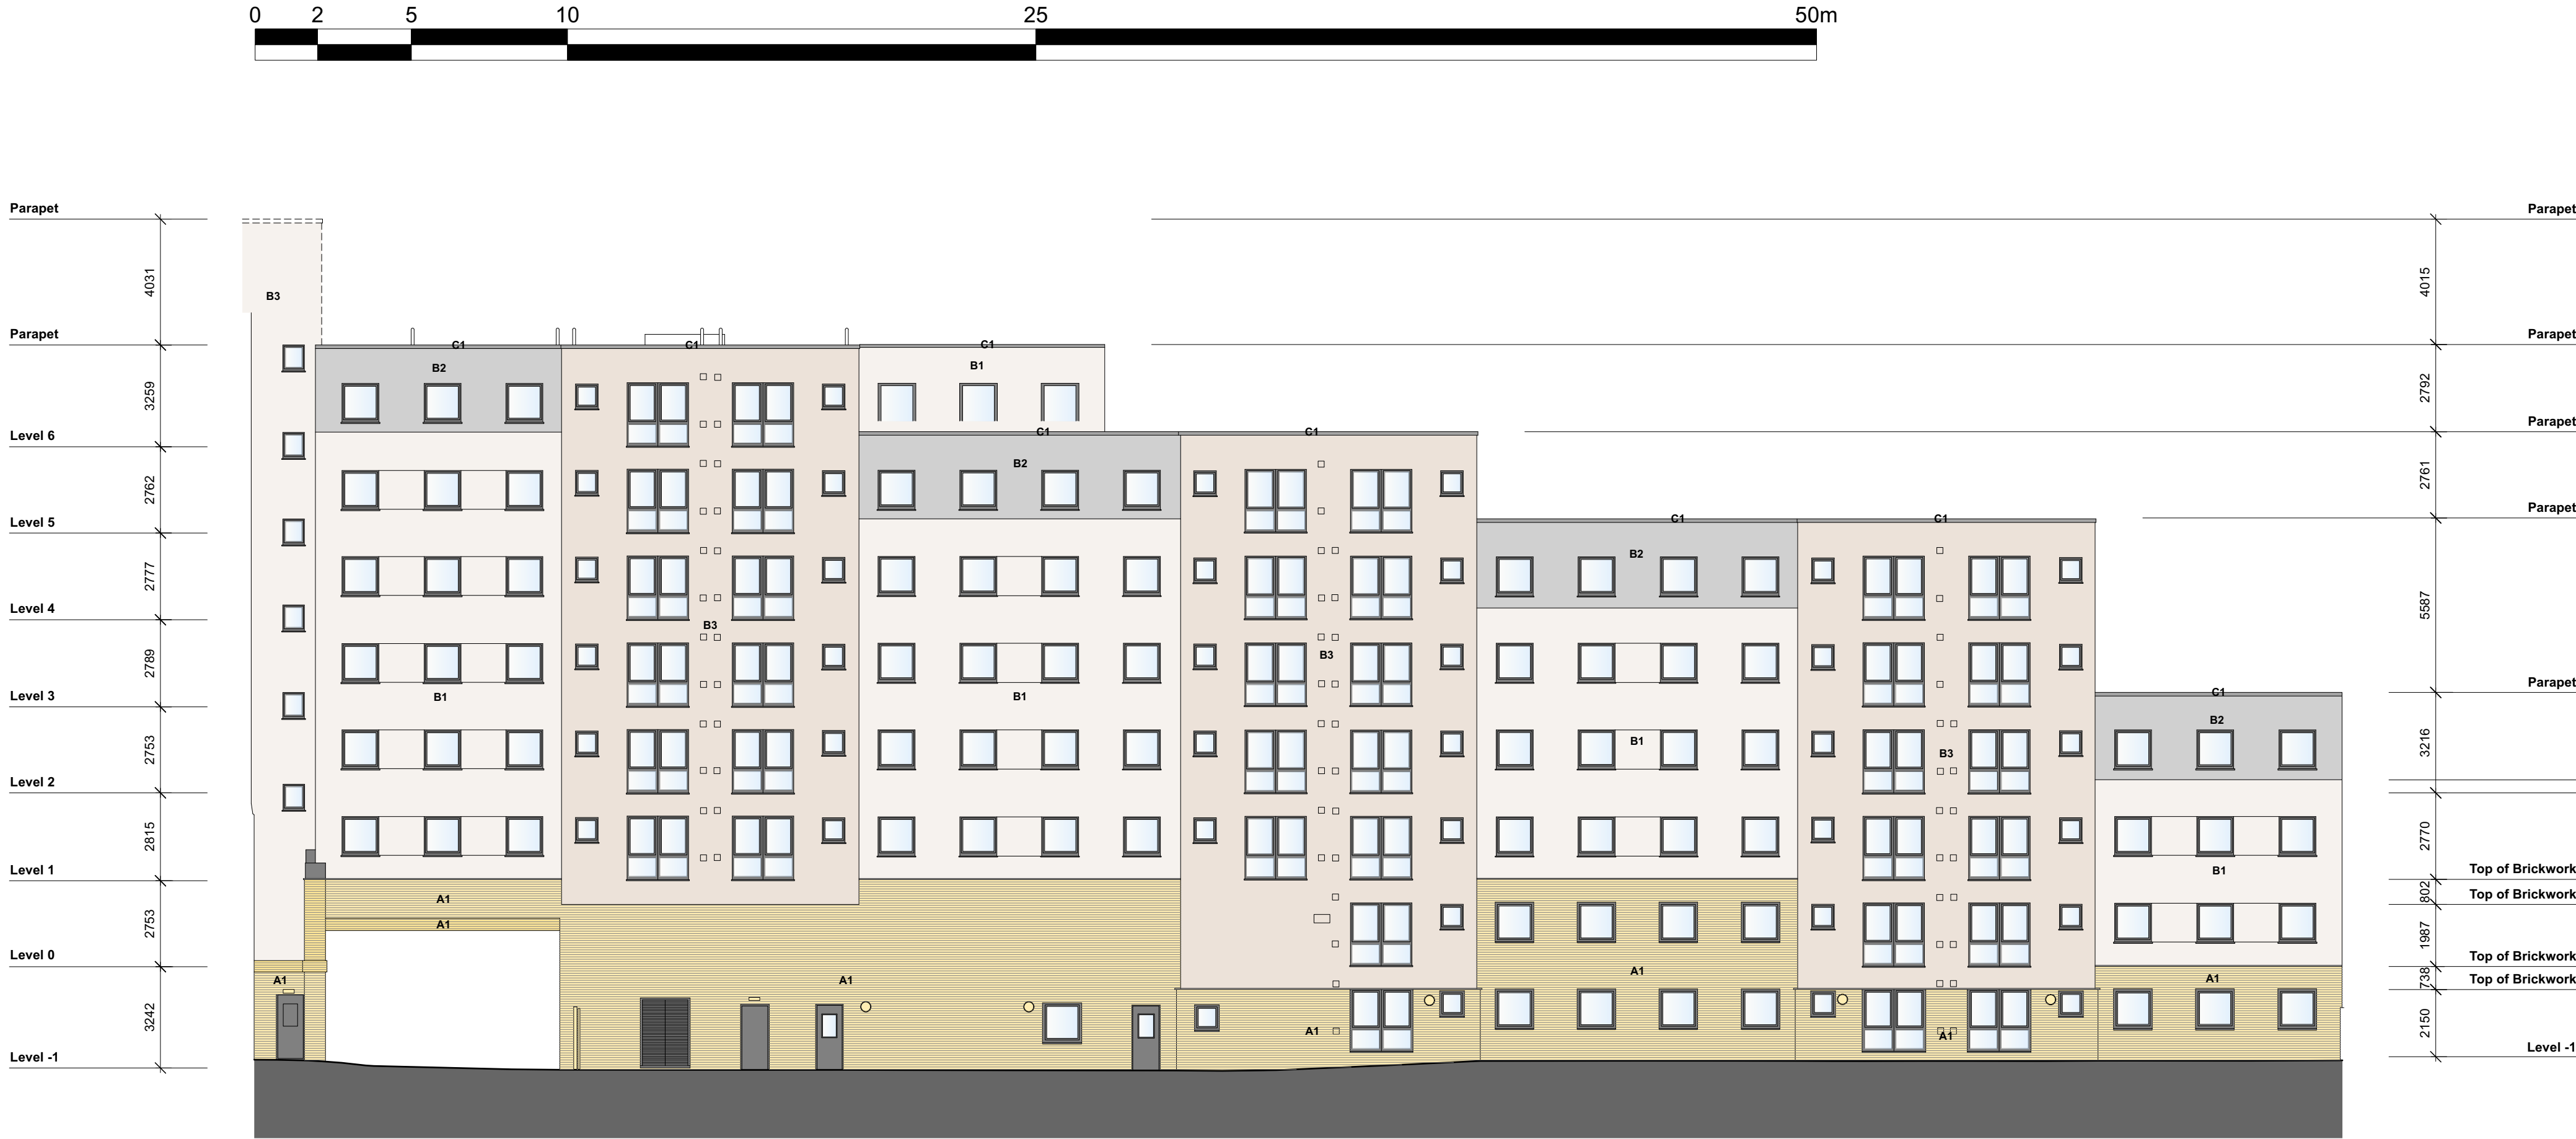 0 2 5 10 25 50m
Parapet
Parapet
4031
4015
B3
Parapet
Parapet
C1
C1
C1
B2
B1
3259
2792
Level 6
Parapet
C1
C1
B2
2762
2761
Level 5
Parapet
C1
C1
B2
2777
5587
Level 4
B3
B3
2789
Level 3
Parapet
B1
B1
C1
B2
2753
3216
B1
B3
Level 2
2815
2770
Level 1
Top of Brickwork
B1
A1
802
Top of Brickwork
A1
2753
1987
Level 0
Top of Brickwork
A1
A1
A1
A1
738
Top of Brickwork
3242
2150
A1
A1
Level -1
Level -1